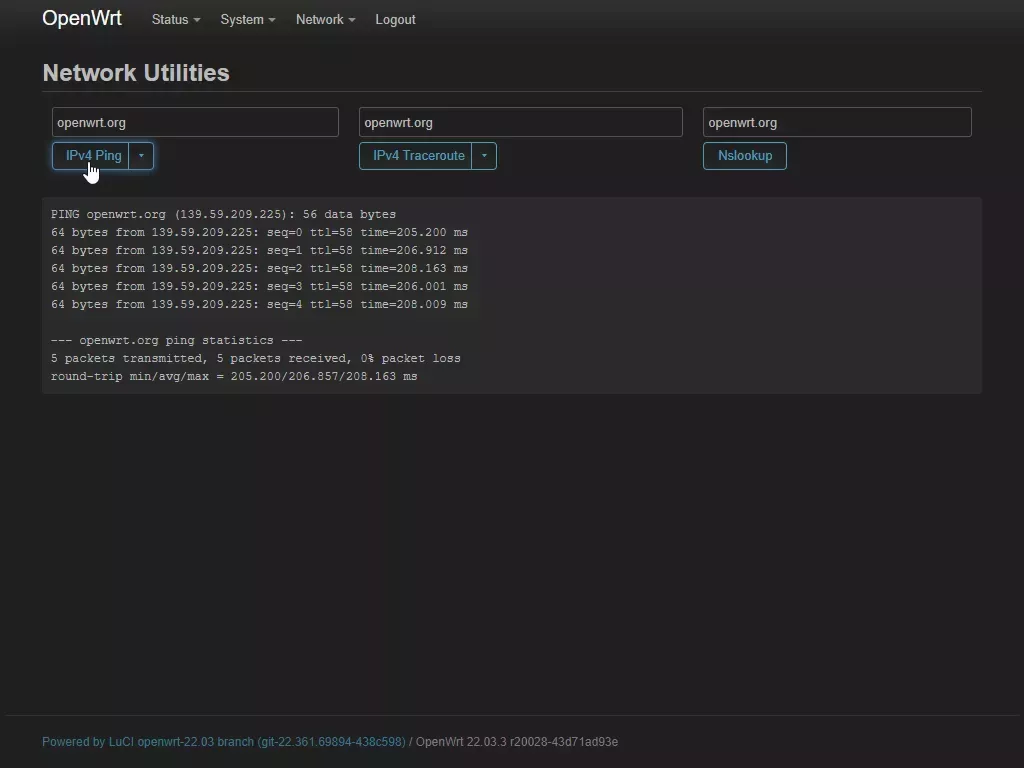 OpenWrt Status System Network Logout
Network Utilities
openwrt.org openwrt.org openwrt.org
IPv4 Ping IPv4 Traceroute Nslookup
PING openwrt.org (139.59.209.225): 56 data bytes
64 bytes from 139.59.209.225: seq=0 ttl=58 time=205.200 ms
64 bytes from 139.59.209.225: seq=1 ttl=58 time=206.912 ms
64 bytes from 139.59.209.225: seq=2 ttl=58 time=208.163 ms
64 bytes from 139.59.209.225: seq=3 ttl=58 time=206.001 ms
64 bytes from 139.59.209.225: seq=4 ttl=58 time=208.009 ms
--- openwrt.org ping statistics ---
5 packets transmitted, 5 packets received, 0% packet loss
round-trip min/avg/max = 205.200/206.857/208.163 ms
Powered by LuCI openwrt-22.03 branch (git-22.361.69894-438c598) / OpenWrt 22.03.3 r20028-43d71ad93e